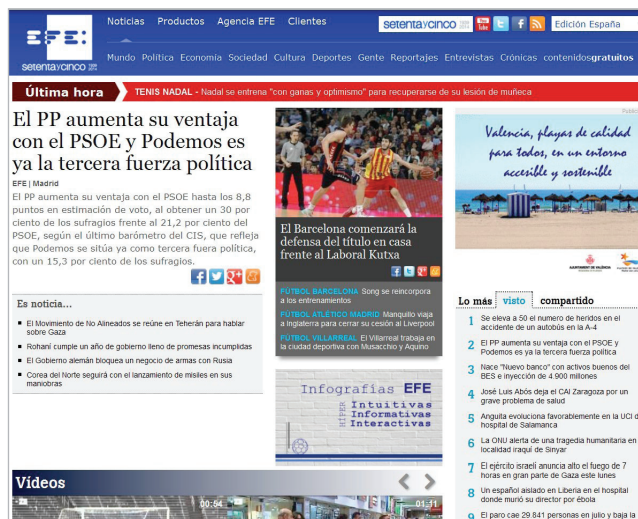 Noticias Productos Agencia EFE Clientes
setentaycinco
You Tube
Edición España
EFE:
setentaycinco
Mundo Política Economía Sociedad Cultura Deportes Gente Reportajes Entrevistas Crónicas contenidosgratuitos
Última hora
TENIS NADAL - Nadal se entrena "con ganas y optimismo" para recuperarse de su lesión de muñeca
El PP aumenta su ventaja
con el PSOE y Podemos es
ya la tercera fuerza política
EFE | Madrid
El PP aumenta su ventaja con el PSOE hasta los 8,8
puntos en estimación de voto, al obtener un 30 por
ciento de los sufragios frente al 21,2 por ciento del
PSOE, según el último barómetro del CIS, que refleja
que Podemos se sitúa ya como tercera fuera política,
con un 15,3 por ciento de los sufragios.
Es noticia...
El Movimiento de No Alineados se reúne en Teherán para hablar
sobre Gaza
Rohaní cumple un año de gobierno lleno de promesas incumplidas
El Gobierno alemán bloquea un negocio de armas con Rusia
Corea del Norte seguirá con el lanzamiento de misiles en sus
maniobras
El Barcelona comenzará la
defensa del título en casa
frente al Laboral Kutxa
FÚTBOL BARCELONA Song se reincorpora
a los entrenamientos
FÚTBOL ATLÉTICO MADRID Manquillo viaja
a Inglaterra para cerrar su cesión al Liverpool
FÚTBOL VILLARREAL El Villarreal trabaja en
la ciudad deportiva con Musacchio y Aquino
Infografías EFE
HÍPER
Intuitivas
Informativas
Interactivas
Valencia, playas de calidad
para todos, en un entorno
accesible y sostenible
AJUNTAMENT DE VALÈNCIA
Lo más visto compartido
1 Se eleva a 50 el numero de heridos en el
accidente de un autobús en la A-4
2 El PP aumenta su ventaja con el PSOE y
Podemos es ya la tercera fuerza política
3 Nace "Nuevo banco" con activos buenos del
BES e inyección de 4.900 millones
4 José Luis Abós deja el CAI Zaragoza por un
grave problema de salud
5 Anguita evoluciona favorablemente en la UCI d
hospital de Salamanca
6 La ONU alerta de una tragedia humanitaria en
localidad iraquí de Sinyar
7 El ejército israelí anuncia alto el fuego de 7
horas en gran parte de Gaza este lunes
8 Un español aislado en Liberia en el hospital
donde murió su director por ébola
9 El paro cae 29.841 personas en julio y baja la
Vídeos
00:54
01:11